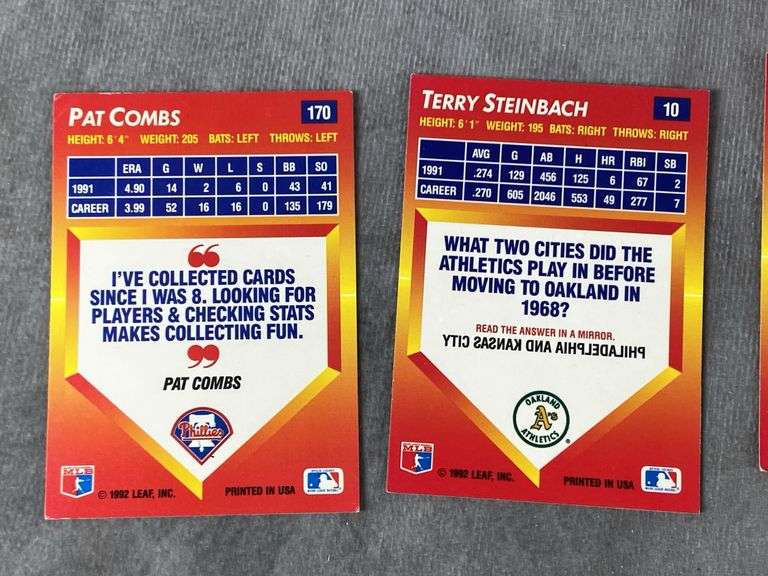 PAT COMBS 170
HEIGHT: 6'4" WEIGHT: 205 BATS: LEFT THROWS: LEFT
ERA G W L S BB SO
1991 4.90 14 2 6 0 43 41
CAREER 3.99 52 16 16 0 135 179
“
I'VE COLLECTED CARDS
SINCE I WAS 8. LOOKING FOR
PLAYERS & CHECKING STATS
MAKES COLLECTING FUN.
”
PAT COMBS
Phillies
MLB
© 1992 LEAF, INC. PRINTED IN USA
TERRY STEINBACH 10
HEIGHT: 6'1" WEIGHT: 195 BATS: RIGHT THROWS: RIGHT
AVG G AB H HR RBI SB
1991 .274 129 456 125 6 67 2
CAREER .270 605 2046 553 49 277 7
WHAT TWO CITIES DID THE
ATHLETICS PLAY IN BEFORE
MOVING TO OAKLAND IN
1968?
READ THE ANSWER IN A MIRROR.
PHILADELPHIA AND KANSAS CITY
OAKLAND
A's
ATHLETICS
®
MLB
© 1992 LEAF, INC. PRINTED IN USA